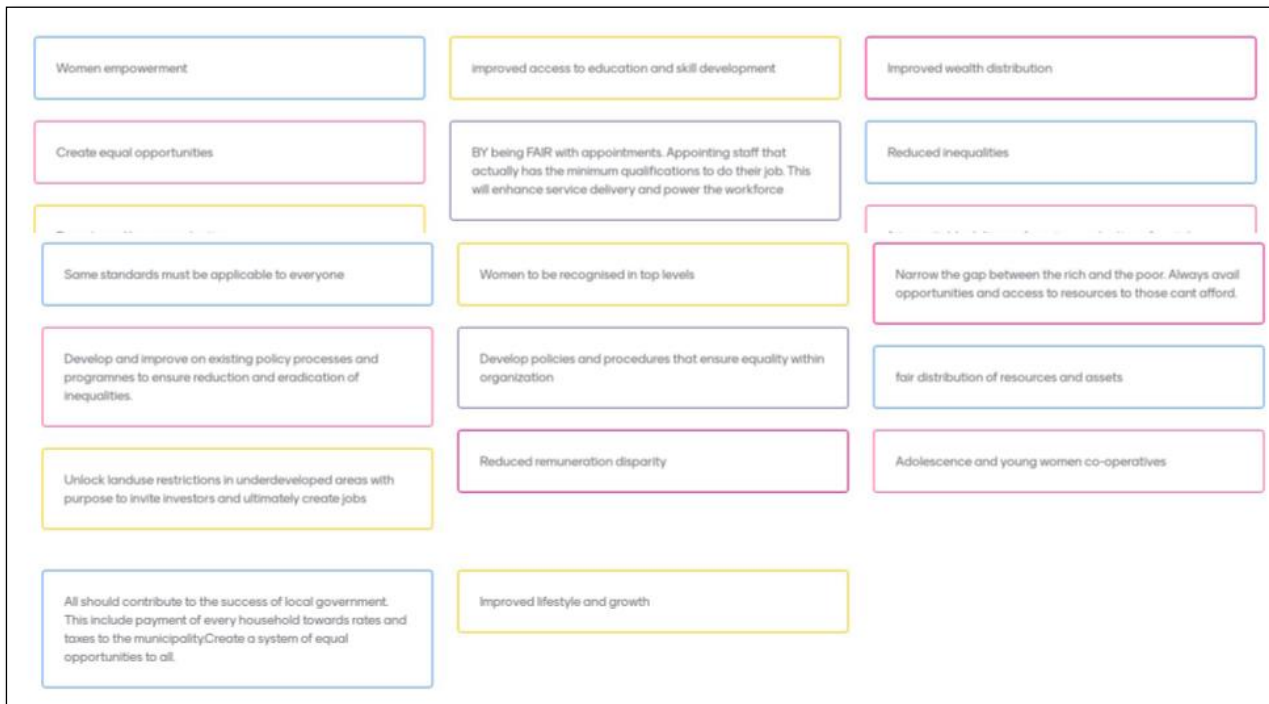 Women empowerment
improved access to education and skill development
Improved wealth distribution
Create equal opportunities
BY being FAIR with appointments. Appointing staff that
actually has the minimum qualifications to do their job. This
will enhance service delivery and power the workforce
Reduced inequalities
Same standards must be applicable to everyone
Women to be recognised in top levels
Narrow the gap between the rich and the poor. Always avail
opportunities and access to resources to those cant afford.
Develop and improve on existing policy processes and
programnes to ensure reduction and eradication of
inequalities.
Develop policies and procedures that ensure equality within
organization
fair distribution of resources and assets
Unlock landuse restrictions in underdeveloped areas with
purpose to invite investors and ultimately create jobs
Reduced remuneration disparity
Adolescence and young women co-operatives
All should contribute to the success of local government.
This include payment of every household towards rates and
taxes to the municipality.Create a system of equal
opportunities to all.
Improved lifestyle and growth